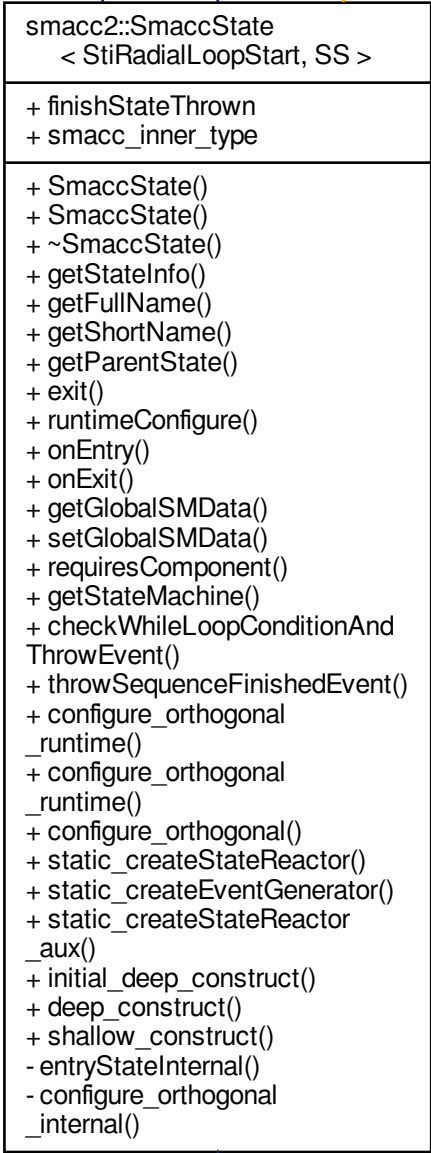 smacc2::SmaccState
< StiRadialLoopStart, SS >
+ finishStateThrown
+ smacc_inner_type
+ SmaccState()
+ SmaccState()
+ ~SmaccState()
+ getStateInfo()
+ getFullName()
+ getShortName()
+ getParentState()
+ exit()
+ runtimeConfigure()
+ onEntry()
+ onExit()
+ getGlobalSMData()
+ setGlobalSMData()
+ requiresComponent()
+ getStateMachine()
+ checkWhileLoopConditionAnd
ThrowEvent()
+ throwSequenceFinishedEvent()
+ configure_orthogonal
_runtime()
+ configure_orthogonal
_runtime()
+ configure_orthogonal()
+ static_createStateReactor()
+ static_createEventGenerator()
+ static_createStateReactor
_aux()
+ initial_deep_construct()
+ deep_construct()
+ shallow_construct()
- entryStateInternal()
- configure_orthogonal
_internal()